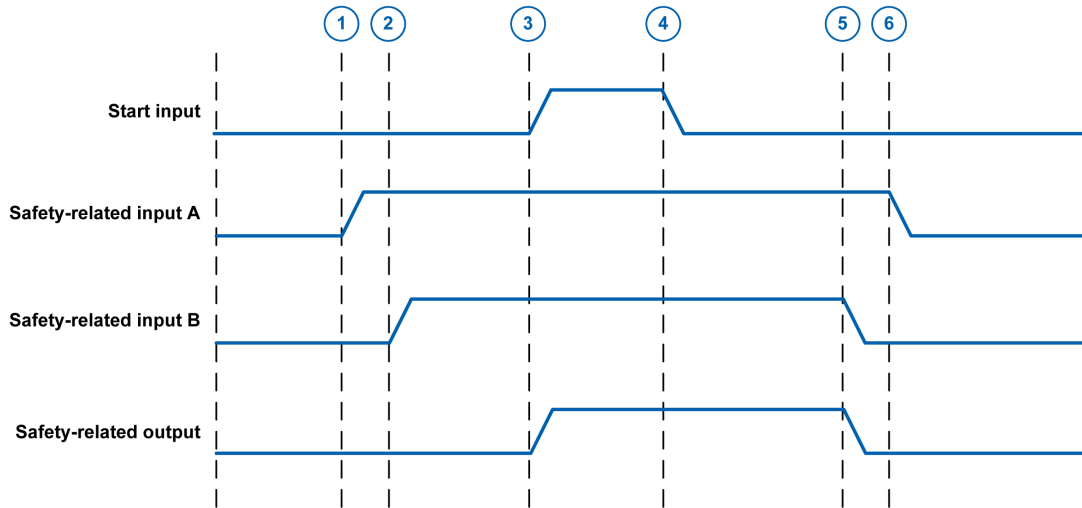 1 2 3 4 5 6
Start input
Safety-related input A
Safety-related input B
Safety-related output